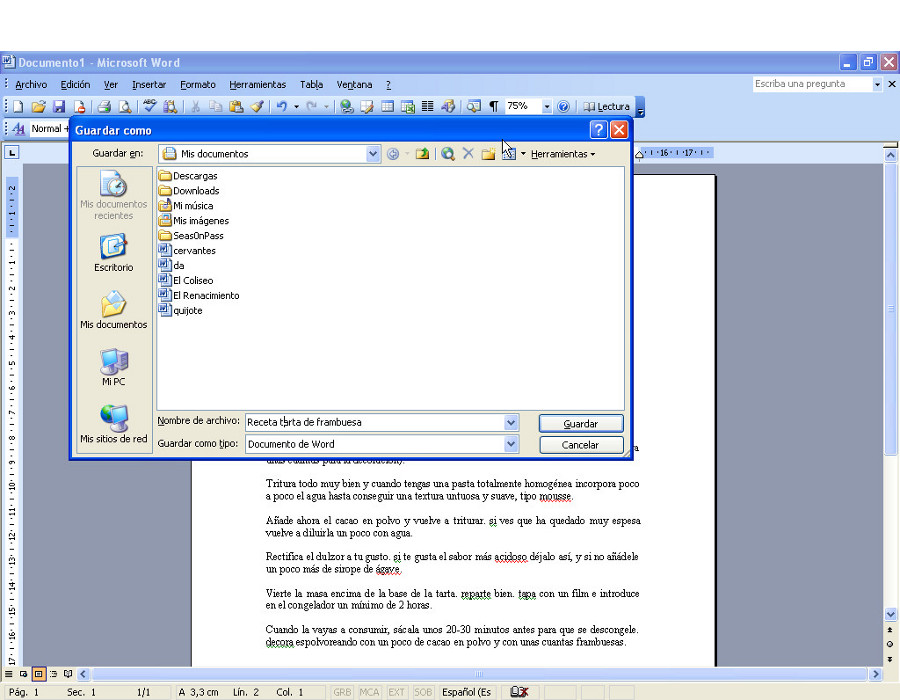 Documento1 - Microsoft Word
Archivo Edición Ver Insertar Formato Herramientas Tabla Ventana ? Escriba una pregunta
75% Lectura
Normal +
Guardar como
Guardar en: Mis documentos Herramientas
·16· ·17·
Mis documentos recientes
Escritorio
Mis documentos
Mi PC
Mis sitios de red
Descargas
Downloads
Mi música
Mis imágenes
Seas0nPass
cervantes
da
El Coliseo
El Renacimiento
quijote
Nombre de archivo: Receta tarta de frambuesa Guardar
Guardar como tipo: Documento de Word Cancelar
Tritura todo muy bien y cuando tengas una pasta totalmente homogénea incorpora poco
a poco el agua hasta conseguir una textura untuosa y suave, tipo mousse.
Añade ahora el cacao en polvo y vuelve a triturar. si ves que ha quedado muy espesa
vuelve a diluirla un poco con agua.
Rectifica el dulzor a tu gusto. si te gusta el sabor más acidoso déjalo así, y si no añádele
un poco más de sirope de ágave.
Vierte la masa encima de la base de la tarta. reparte bien. tapa con un film e introduce
en el congelador un mínimo de 2 horas.
Cuando la vayas a consumir, sácala unos 20-30 minutos antes para que se descongele.
decora espolvoreando con un poco de cacao en polvo y con unas cuantas frambuesas.
Pág. 1 Sec. 1 1/1 A 3,3 cm Lín. 2 Col. 1 GRB MCA EXT SOB Español (Es